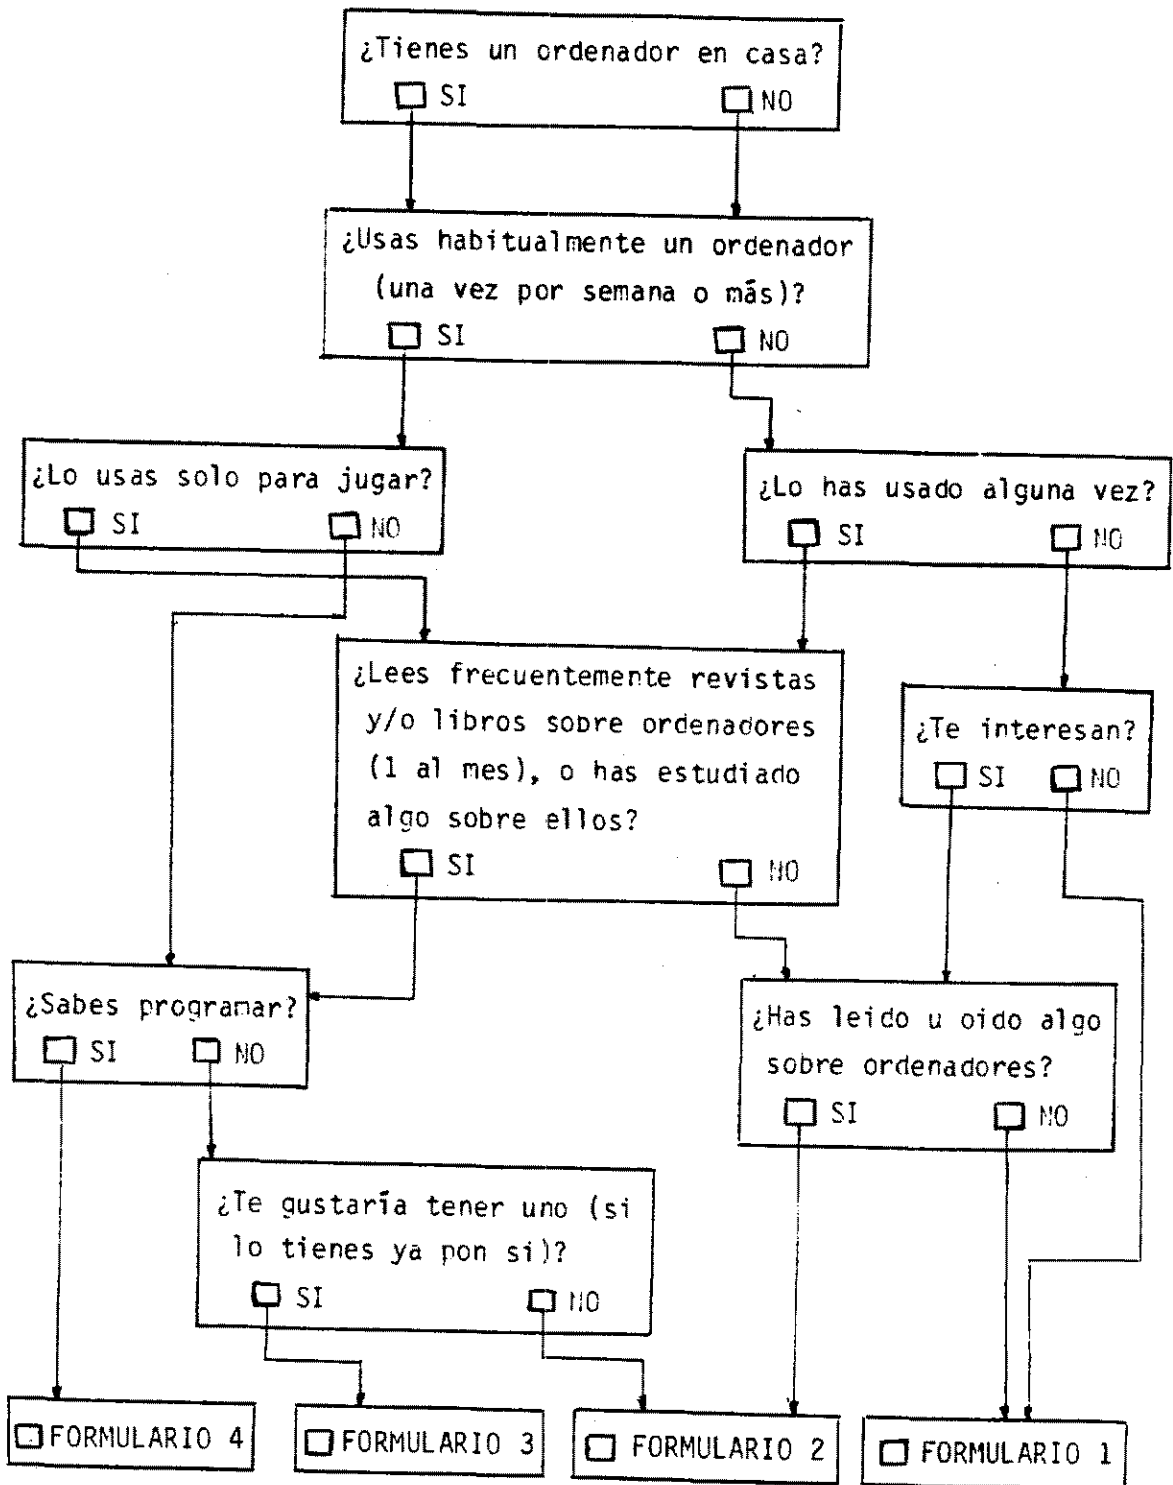 ¿Tienes un ordenador en casa?
SI NO
¿Usas habitualmente un ordenador
(una vez por semana o más)?
SI NO
¿Lo usas solo para jugar?
SI NO
¿Lo has usado alguna vez?
SI NO
¿Lees frecuentemente revistas
y/o libros sobre ordenadores
(1 al mes), o has estudiado
algo sobre ellos?
SI NO
¿Te interesan?
SI NO
¿Sabes programar?
SI NO
¿Has leido u oido algo
sobre ordenadores?
SI NO
¿Te gustaría tener uno (si
lo tienes ya pon si)?
SI NO
FORMULARIO 4
FORMULARIO 3
FORMULARIO 2
FORMULARIO 1